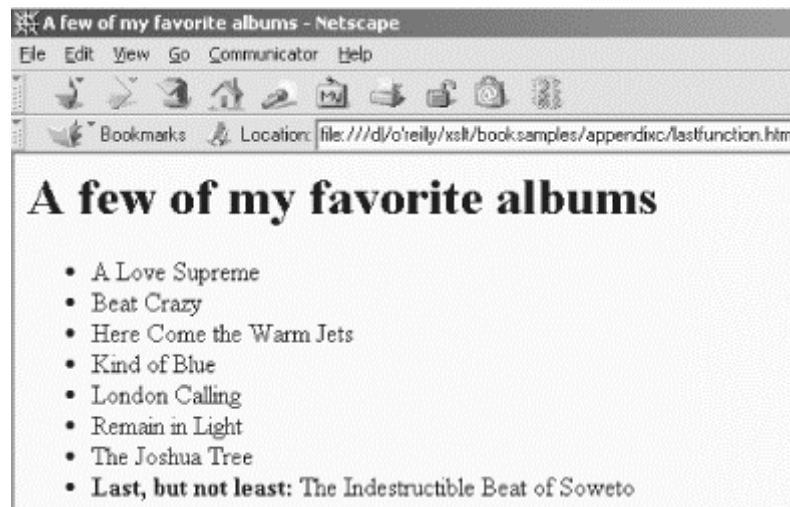 A few of my favorite albums - Netscape
File Edit View Go Communicator Help
My
Bookmarks Location: file:///d|/o'reilly/xslt/booksamples/appendixc/lastfunction.htm
A few of my favorite albums
• A Love Supreme
• Beat Crazy
• Here Come the Warm Jets
• Kind of Blue
• London Calling
• Remain in Light
• The Joshua Tree
• Last, but not least: The Indestructible Beat of Soweto